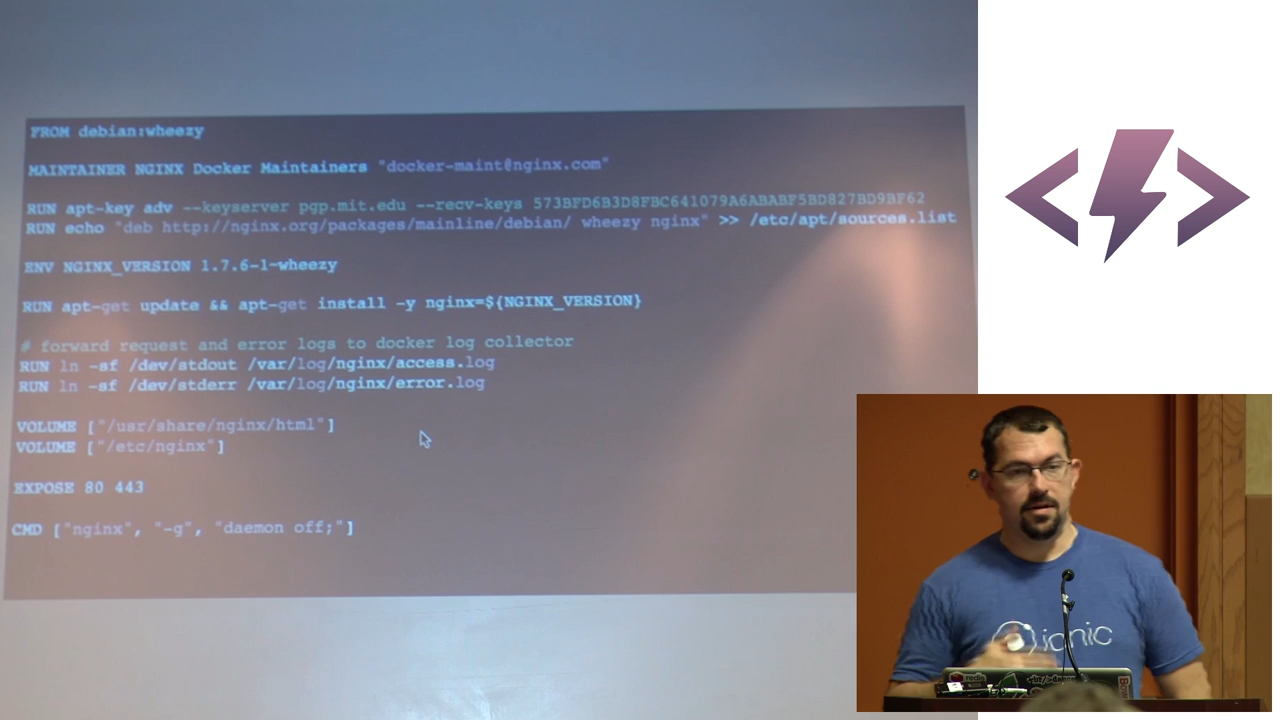 FROM debian:wheezy
MAINTAINER NGINX Docker Maintainers "docker-maint@nginx.com"
RUN apt-key adv --keyserver pgp.mit.edu --recv-keys 573BFD6B3D8FBC641079A6ABABF5BD827BD9BF62
RUN echo "deb http://nginx.org/packages/mainline/debian/ wheezy nginx" >> /etc/apt/sources.list
ENV NGINX_VERSION 1.7.6-1~wheezy
RUN apt-get update && apt-get install -y nginx=${NGINX_VERSION}
# forward request and error logs to docker log collector
RUN ln -sf /dev/stdout /var/log/nginx/access.log
RUN ln -sf /dev/stderr /var/log/nginx/error.log
VOLUME ["/usr/share/nginx/html"]
VOLUME ["/etc/nginx"]
EXPOSE 80 443
CMD ["nginx", "-g", "daemon off;"]
ionic
redis